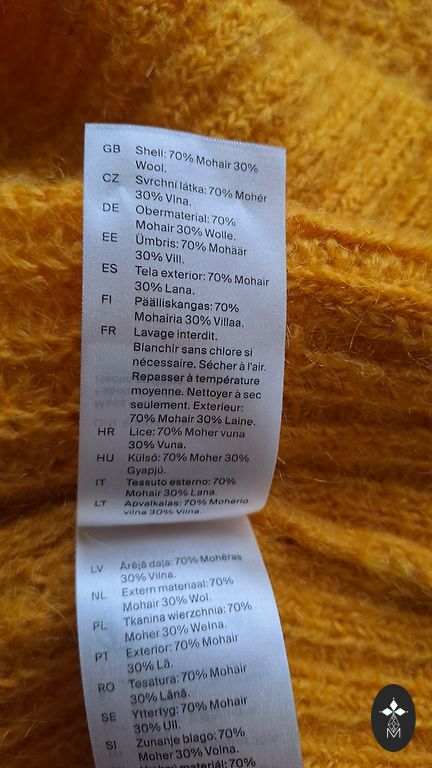 GB Shell: 70% Mohair 30%
Wool.
CZ Svrchní látka: 70% Mohér
30% Vlna.
DE Obermaterial: 70%
Mohair 30% Wolle.
EE Ümbris: 70% Mohäär
30% Vill.
ES Tela exterior: 70% Mohair
30% Lana.
FI Päälliskangas: 70%
Mohairia 30% Villaa.
FR Lavage interdit.
Blanchir sans chlore si
nécessaire. Sécher à l'air.
Repasser à température
moyenne. Nettoyer à sec
seulement. Exterieur:
70% Mohair 30% Laine.
HR Lice: 70% Moher vuna
30% Vuna.
HU Külső: 70% Moher 30%
Gyapjú.
IT Tessuto esterno: 70%
Mohair 30% Lana.
LT Apvalkalas: 70% Moherio
vilna 30% Vilna.
LV Ārējā daļa: 70% Mohēras
30% Vilna.
NL Extern materiaal: 70%
Mohair 30% Wol.
PL Tkanina wierzchnia: 70%
Moher 30% Wełna.
PT Exterior: 70% Mohair
30% Lã.
RO Tesatura: 70% Mohair
30% Lână.
SE Yttertyg: 70% Mohair
30% Ull.
SI Zunanje blago: 70%
Moher 30% Volna.
materiál: 70%
M